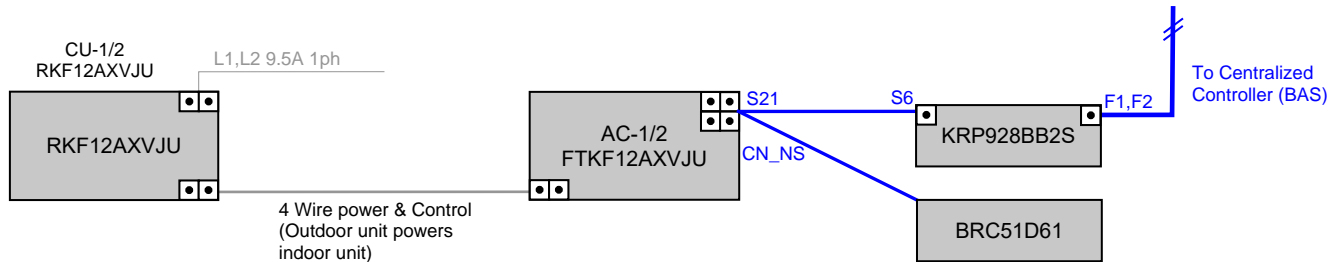 CU-1/2
RKF12AXVJU
L1,L2 9.5A 1ph
RKF12AXVJU
4 Wire power & Control
(Outdoor unit powers
indoor unit)
AC-1/2
FTKF12AXVJU
S21
CN_NS
S6
KRP928BB2S
F1,F2
To Centralized
Controller (BAS)
BRC51D61